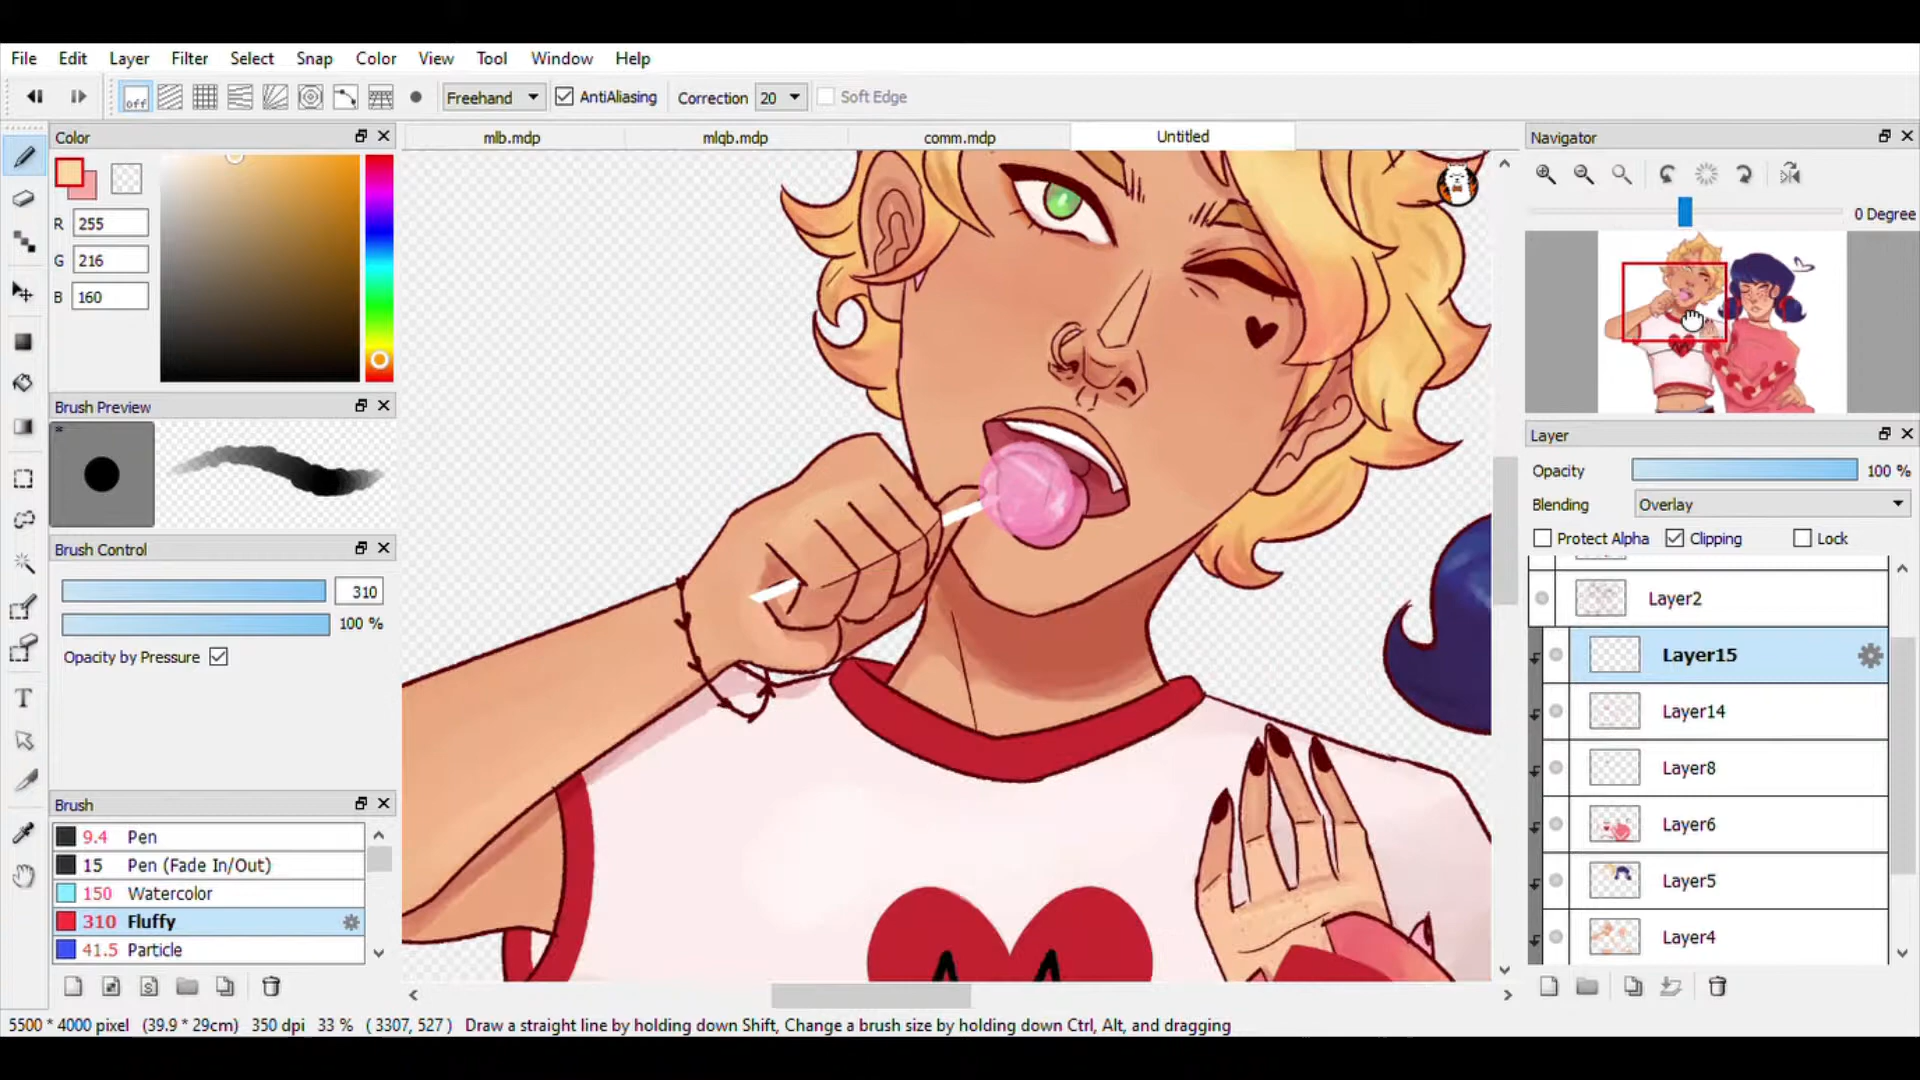 File Edit Layer Filter Select Snap Color View Tool Window Help
off Freehand AntiAliasing Correction 20 Soft Edge
Color
mlb.mdp mlqb.mdp comm.mdp Untitled
Navigator
R 255
G 216
B 160
0 Degree
Brush Preview
Layer
Opacity 100 %
Blending Overlay
Protect Alpha Clipping Lock
Brush Control
310
100 %
Opacity by Pressure
Layer2
Layer15
Layer14
Layer8
Layer6
Layer5
Layer4
Brush
9.4 Pen
15 Pen (Fade In/Out)
150 Watercolor
310 Fluffy
41.5 Particle
5500 * 4000 pixel (39.9 * 29cm) 350 dpi 33 % ( 3307, 527 ) Draw a straight line by holding down Shift, Change a brush size by holding down Ctrl, Alt, and dragging